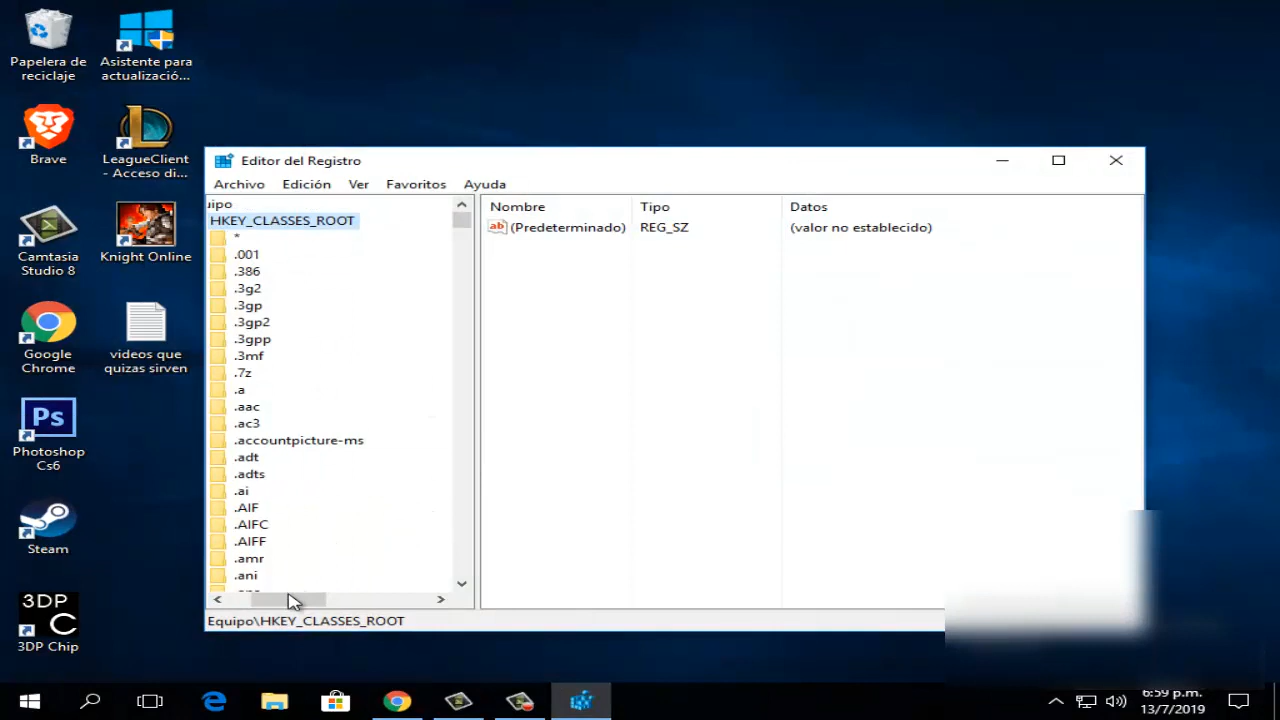 Papelera de
reciclaje
Asistente para
actualizació...
Brave
LeagueClient
- Acceso di...
Camtasia
Studio 8
Knight Online
Google
Chrome
videos que
quizas sirven
Ps
Photoshop
Cs6
Steam
3DP
C
3DP Chip
Editor del Registro
Archivo Edición Ver Favoritos Ayuda
HKEY_CLASSES_ROOT
*
.001
.386
.3g2
.3gp
.3gp2
.3gpp
.3mf
.7z
.a
.aac
.ac3
.accountpicture-ms
.adt
.adts
.ai
.AIF
.AIFC
.AIFF
.amr
.ani
Nombre Tipo Datos
ab (Predeterminado) REG_SZ (valor no establecido)
Equipo\HKEY_CLASSES_ROOT
6:59 p.m.
13/7/2019